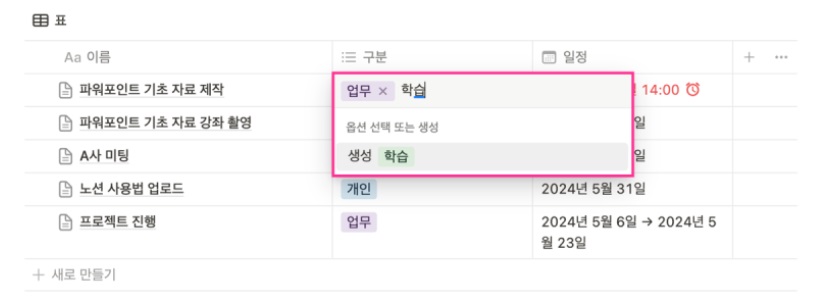 표
Aa 이름 구분 일정
파워포인트 기초 자료 제작 업무 × 학습 14:00
파워포인트 기초 자료 강좌 촬영 일
옵션 선택 또는 생성
A사 미팅 생성 학습 일
노션 사용법 업로드 개인 2024년 5월 31일
프로젝트 진행 업무 2024년 5월 6일 → 2024년 5
월 23일
+ 새로 만들기